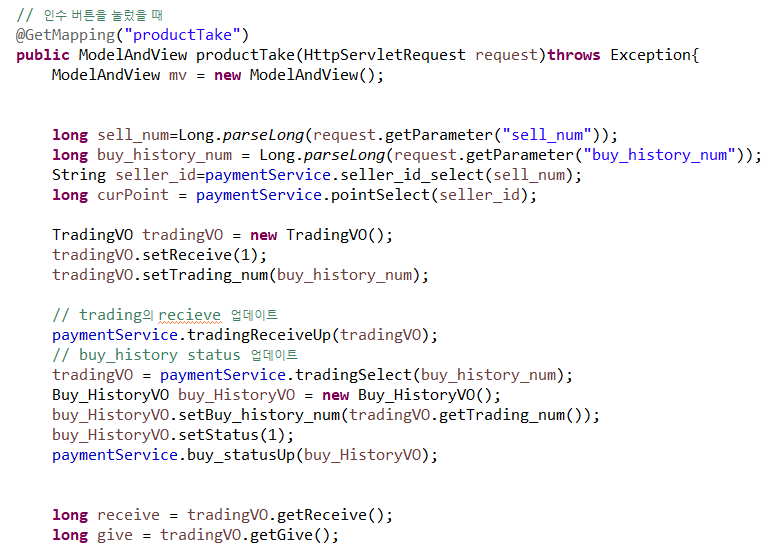 // 인수 버튼을 눌렀을 때
@GetMapping("productTake")
public ModelAndView productTake(HttpServletRequest request)throws Exception{
ModelAndView mv = new ModelAndView();
long sell_num=Long.parseLong(request.getParameter("sell_num"));
long buy_history_num = Long.parseLong(request.getParameter("buy_history_num"));
String seller_id=paymentService.seller_id_select(sell_num);
long curPoint = paymentService.pointSelect(seller_id);
TradingVO tradingVO = new TradingVO();
tradingVO.setReceive(1);
tradingVO.setTrading_num(buy_history_num);
// trading의 recieve 업데이트
paymentService.tradingReceiveUp(tradingVO);
// buy_history status 업데이트
tradingVO = paymentService.tradingSelect(buy_history_num);
Buy_HistoryVO buy_HistoryVO = new Buy_HistoryVO();
buy_HistoryVO.setBuy_history_num(tradingVO.getTrading_num());
buy_HistoryVO.setStatus(1);
paymentService.buy_statusUp(buy_HistoryVO);
long receive = tradingVO.getReceive();
long give = tradingVO.getGive();